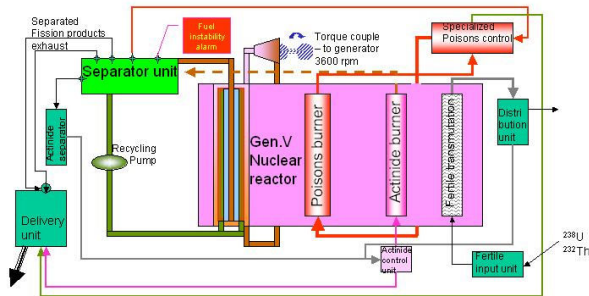 Separated
Fission products
exhaust
Fuel
instability
alarm
Torque couple
– to generator
3600 rpm
Specialized
Poisons control
Separator unit
Actinide
separator
Recycling
Pump
Gen.V
Nuclear
reactor
Poisons burner
Actinide burner
Fertile transmutation
Distri
bution
unit
Delivery
unit
Actinide
control
unit
Fertile
input unit
238U
232Th